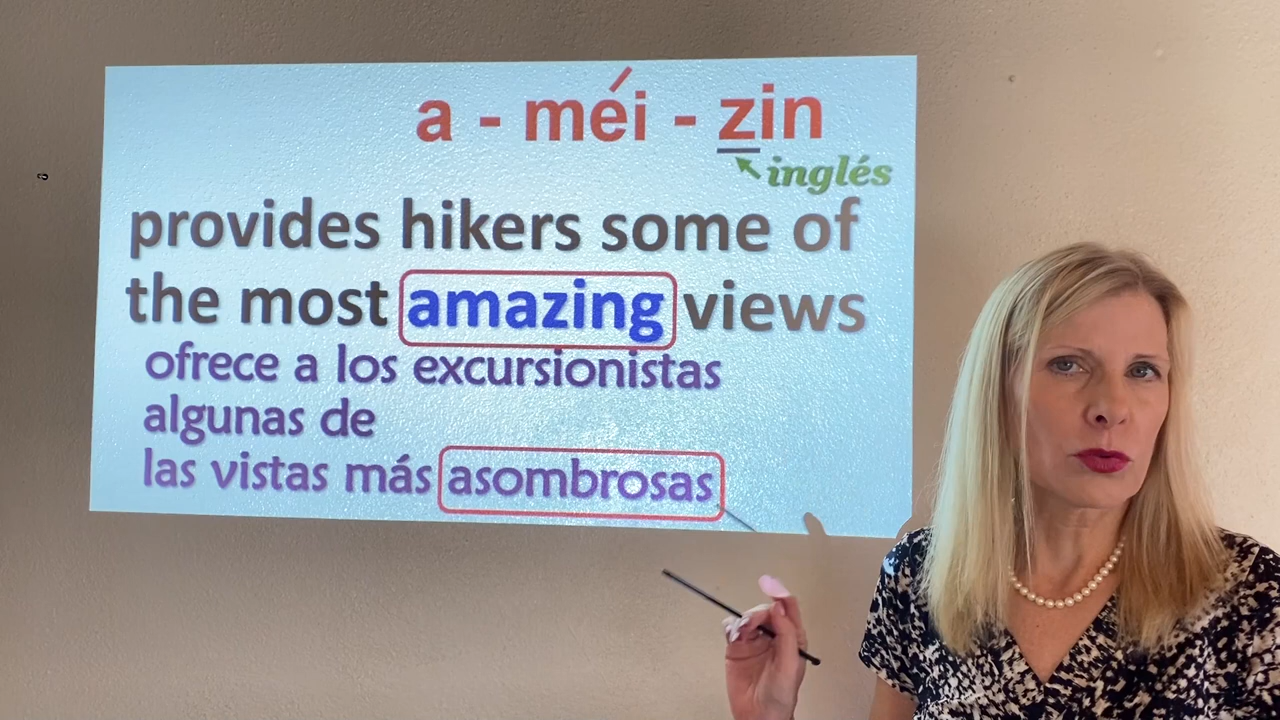 a - méi - zin
inglés
provides hikers some of
the most amazing views
ofrece a los excursionistas
algunas de
las vistas más asombrosas